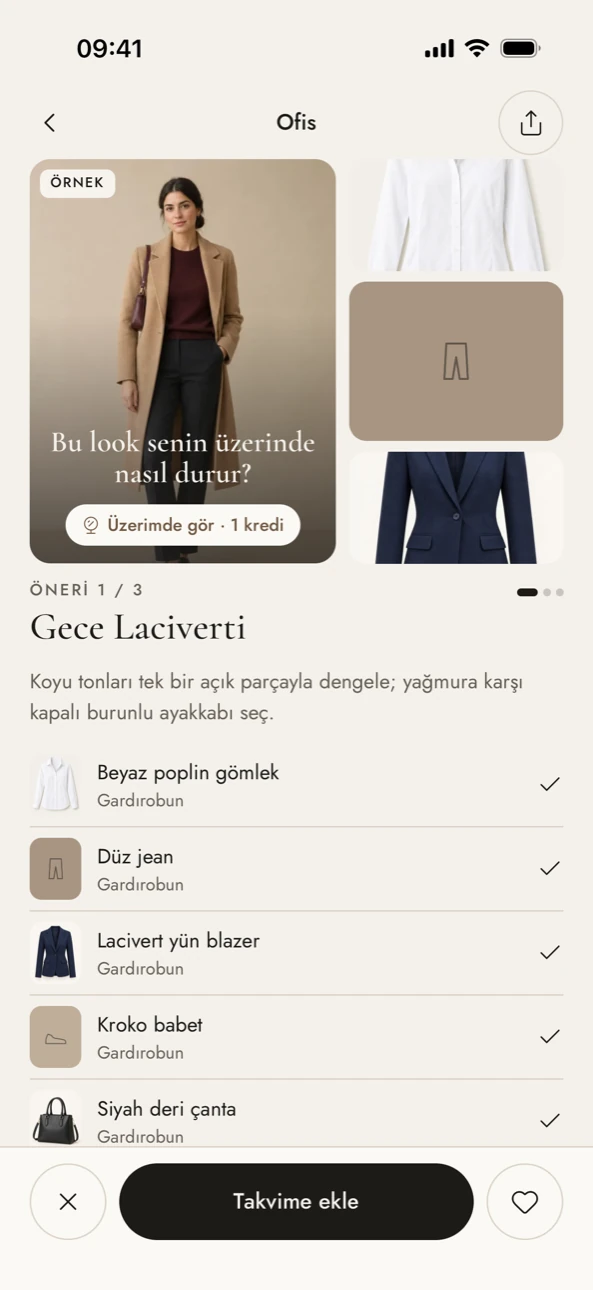 09:41
Ofis
ÖRNEK
Bu look senin üzerinde
nasıl durur?
Üzerimde gör · 1 kredi
ÖNERİ 1 / 3
Gece Laciverti
Koyu tonları tek bir açık parçayla dengele; yağmura karşı
kapalı burunlu ayakkabı seç.
Beyaz poplin gömlek
Gardırobun
Düz jean
Gardırobun
Lacivert yün blazer
Gardırobun
Kroko babet
Gardırobun
Siyah deri çanta
Gardırobun
Takvime ekle